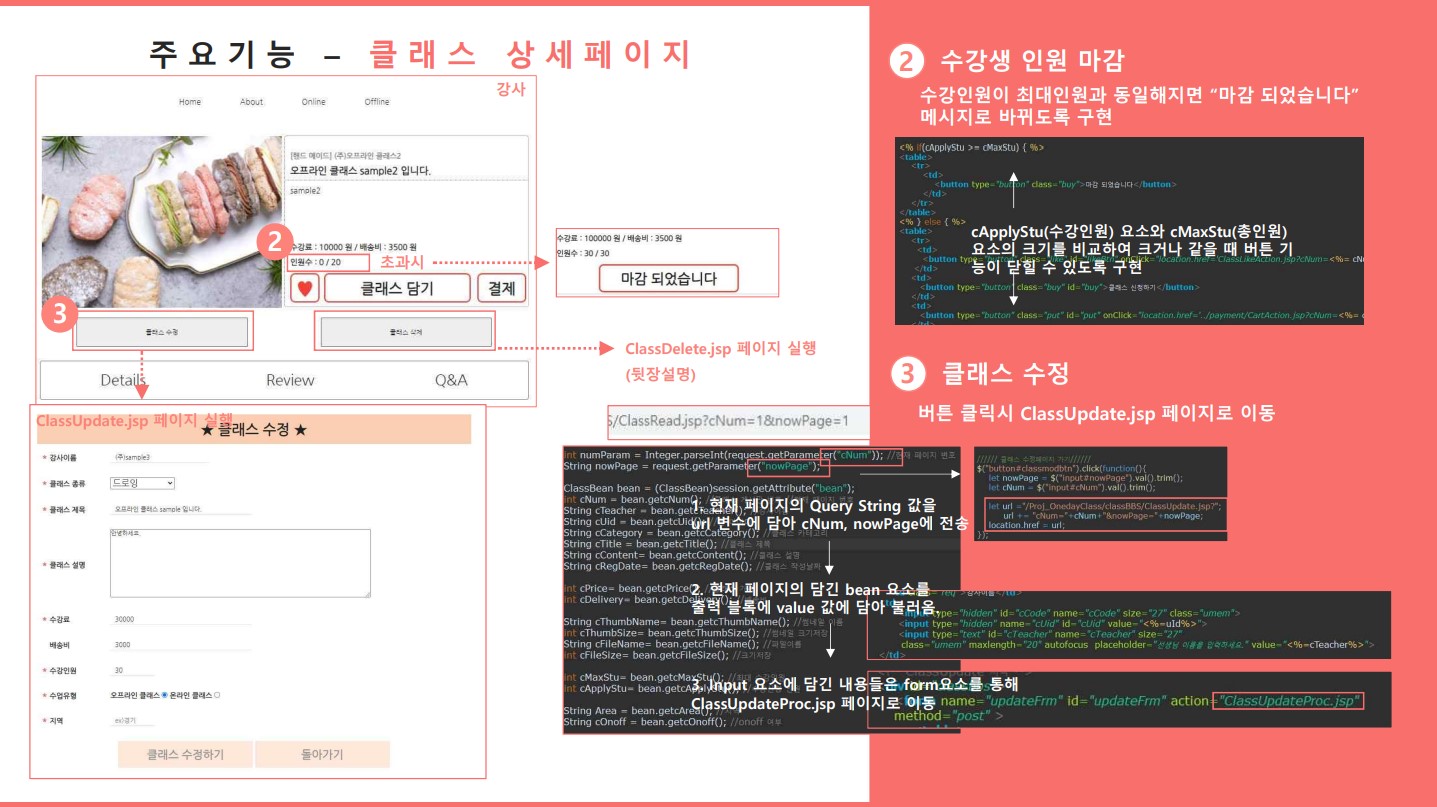 주요기능 – 클래스 상세페이지
강사
Home About Online Offline
[핸드 메이드] (주)오프라인 클래스2
오프라인 클래스 sample2 입니다.
sample2
2
수강료 : 10000 원 / 배송비 : 3500 원
인원수 : 0 / 20
초과시
클래스 담기
결제
수강료 : 100000 원 / 배송비 : 3500 원
인원수 : 30 / 30
마감 되었습니다
3
클래스 수정
클래스 삭제
ClassDelete.jsp 페이지 실행
(뒷장설명)
Details Review Q&A
ClassUpdate.jsp 페이지 실행
★ 클래스 수정 ★
* 강사이름 (주)sample3
* 클래스 종류 드로잉
* 클래스 제목 오프라인 클래스 sample 입니다.
* 클래스 설명 안녕하세요.
* 수강료 30000
배송비 3000
* 수강인원 30
* 수업유형 오프라인 클래스 온라인 클래스
* 지역 ex)경기
클래스 수정하기 돌아가기
S/ClassRead.jsp?cNum=1&nowPage=1
int numParam = Integer.parseInt(request.getParameter("cNum")); //현재 페이지 번호
String nowPage = request.getParameter("nowPage");
ClassBean bean = (ClassBean)session.getAttribute("bean");
int cNum = bean.getcNum();
String cTeacher = bean.getcTeacher();
String cUid = bean.getcUid();
String cCategory = bean.getcCategory(); //클래스 카테고리
String cTitle = bean.getcTitle(); //클래스 제목
String cContent= bean.getcContent(); //클래스 설명
String cRegDate= bean.getcRegDate(); //클래스 작성날짜
int cPrice= bean.getcPrice();
int cDelivery= bean.getcDelivery();
String cThumbName= bean.getcThumbName(); //썸네일 이름
int cThumbSize= bean.getcThumbSize(); //썸네일 크기저장
String cFileName= bean.getcFileName(); //파일이름
int cFileSize= bean.getcFileSize(); //크기저장
int cMaxStu= bean.getcMaxStu();
int cApplyStu= bean.getcApplyStu();
String Area= bean.getcArea();
String cOnoff = bean.getcOnoff(); //onoff 여부
1. 현재 페이지의 Query String 값을
url 변수에 담아 cNum, nowPage에 전송
2. 현재 페이지의 담긴 bean 요소를
출력 블록에 value 값에 담아 불러옴,
3. Input 요소에 담긴 내용들은 form요소를 통해
ClassUpdateProc.jsp 페이지로 이동
2 수강생 인원 마감
수강인원이 최대인원과 동일해지면 “마감 되었습니다”
메시지로 바뀌도록 구현
<% if(cApplyStu >= cMaxStu) { %>
<table>
<tr>
<td>
<button type="button" class="buy">마감 되었습니다</button>
</td>
</tr>
</table>
<% } else { %>
<table>
<tr>
<td>
onClick="location.href='ClassLikeAction.jsp?cNum=<%= cN
</td>
<td>
<button type="button" class="buy" id="buy">클래스 신청하기</button>
</td>
<td>
<button type="button" class="put" id="put" onClick="location.href='../payment/CartAction.jsp?cNum=<%= c
cApplyStu(수강인원) 요소와 cMaxStu(총인원)
요소의 크기를 비교하여 크거나 같을 때 버튼 기
등이 닫힐 수 있도록 구현
3 클래스 수정
버튼 클릭시 ClassUpdate.jsp 페이지로 이동
////// 클래스 수정페이지 가기//////
$("button#classmodbtn").click(function(){
let nowPage = $("input#nowPage").val().trim();
let cNum = $("input#cNum").val().trim();
let url ="/Proj_OnedayClass/classBBS/ClassUpdate.jsp?";
url += "cNum="+cNum+"&nowPage="+nowPage;
location.href = url;
});
<td>
<input type="hidden" id="cCode" name="cCode" size="27" class="umem">
<input type="hidden" name="cUid" id="cUid" value="<%=uId%>">
<input type="text" id="cTeacher" name="cTeacher" size="27"
class="umem" maxlength="20" autofocus placeholder="선생님 이름을 입력하세요." value="<%=cTeacher%>">
</td>
name="updateFrm" id="updateFrm" action="ClassUpdateProc.jsp"
method="post" >